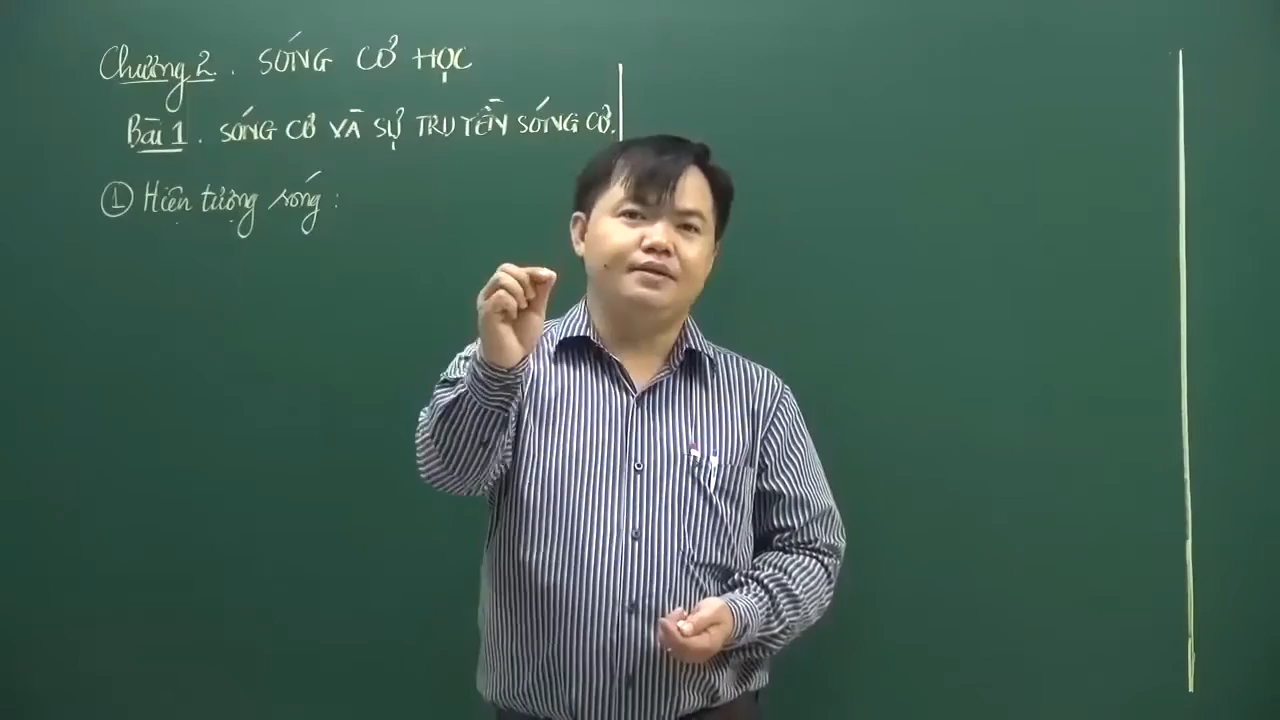 Chương 2. SÓNG CƠ HỌC
Bài 1. SÓNG CƠ VÀ SỰ TRUYỀN SÓNG CƠ.
① Hiện tượng sóng: